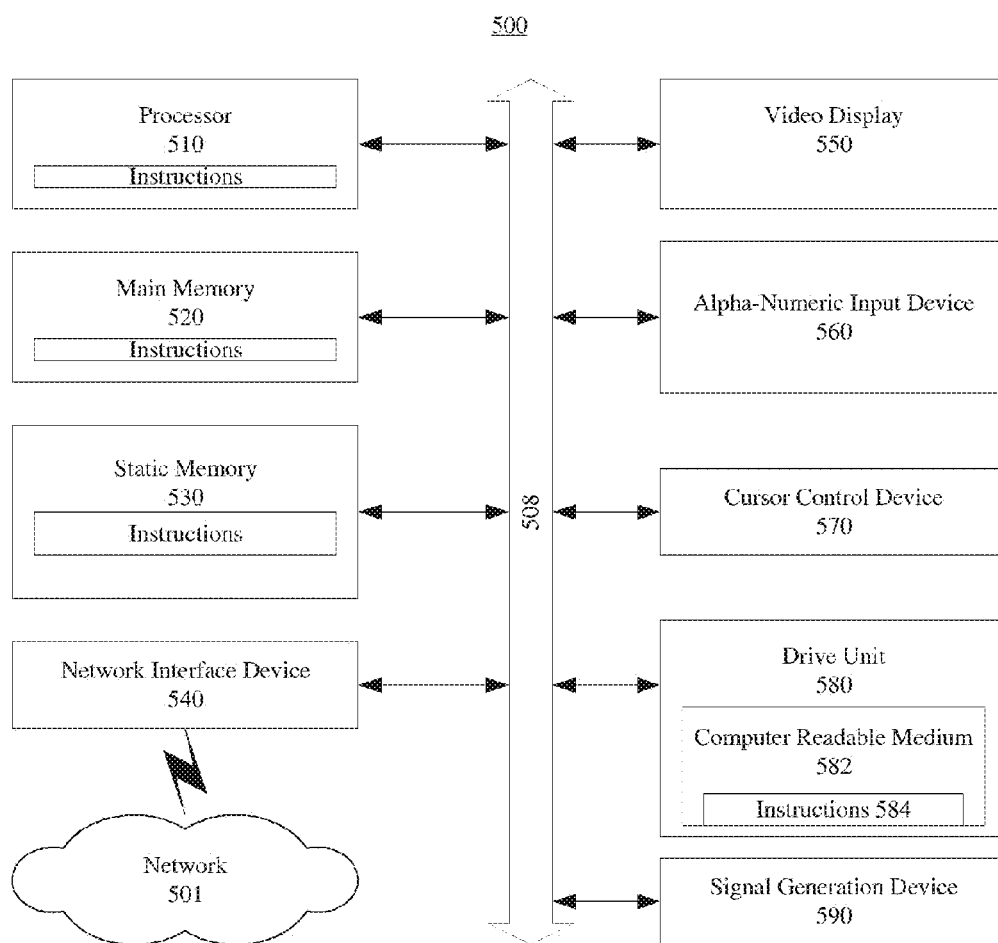 500
Processor
510
Instructions
Main Memory
520
Instructions
Static Memory
530
Instructions
Network Interface Device
540
Network
501
508
Video Display
550
Alpha-Numeric Input Device
560
Cursor Control Device
570
Drive Unit
580
Computer Readable Medium
582
Instructions 584
Signal Generation Device
590